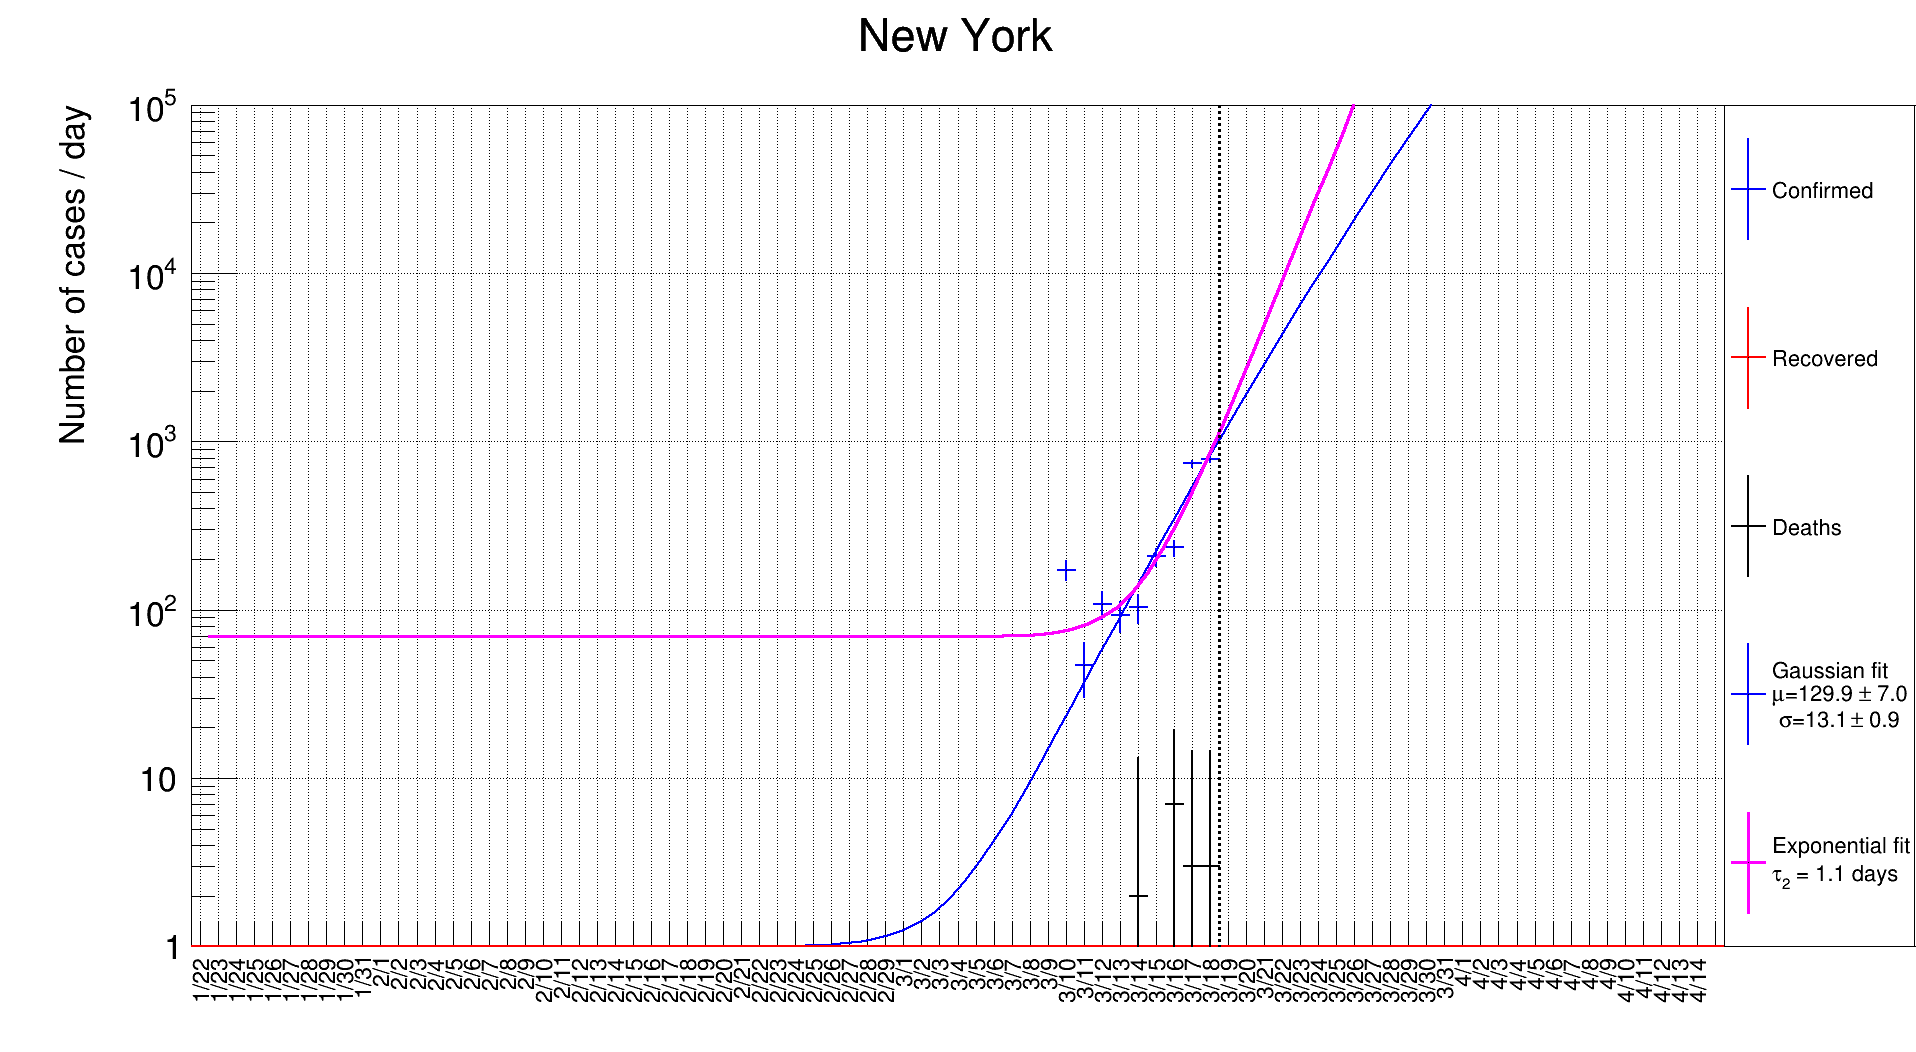 New York
Number of cases / day
10^5
10^4
10^3
10^2
10
1
1/22 1/23 1/24 1/25 1/26 1/27 1/28 1/29 1/30 1/31 2/1 2/2 2/3 2/4 2/5 2/6 2/7 2/8 2/9 2/10 2/11 2/12 2/13 2/14 2/15 2/16 2/17 2/18 2/19 2/20 2/21 2/22 2/23 2/24 2/25 2/26 2/27 2/28 2/29 3/1 3/2 3/3 3/4 3/5 3/6 3/7 3/8 3/9 3/10 3/11 3/12 3/13 3/14 3/15 3/16 3/17 3/18 3/19 3/20 3/21 3/22 3/23 3/24 3/25 3/26 3/27 3/28 3/29 3/30 3/31 4/1 4/2 4/3 4/4 4/5 4/6 4/7 4/8 4/9 4/10 4/11 4/12 4/13 4/14
Confirmed
Recovered
Deaths
Gaussian fit
μ=129.9 ± 7.0
σ=13.1 ± 0.9
Exponential fit
τ₂ = 1.1 days